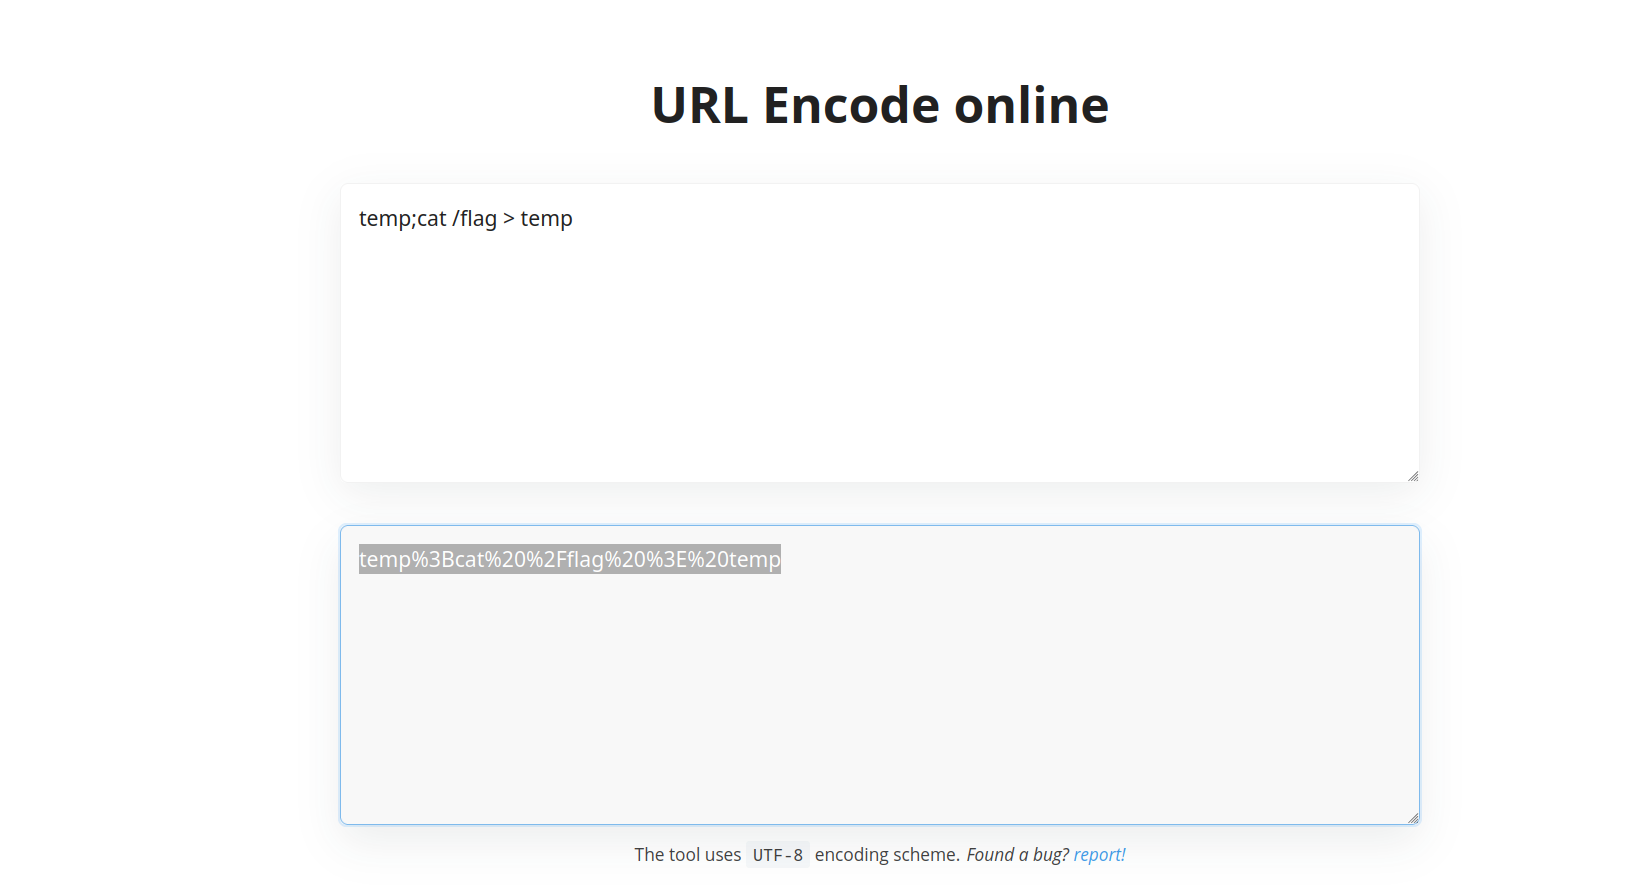 URL Encode online
temp;cat /flag > temp
temp%3Bcat%20%2Fflag%20%3E%20temp
The tool uses UTF-8 encoding scheme. Found a bug? report!